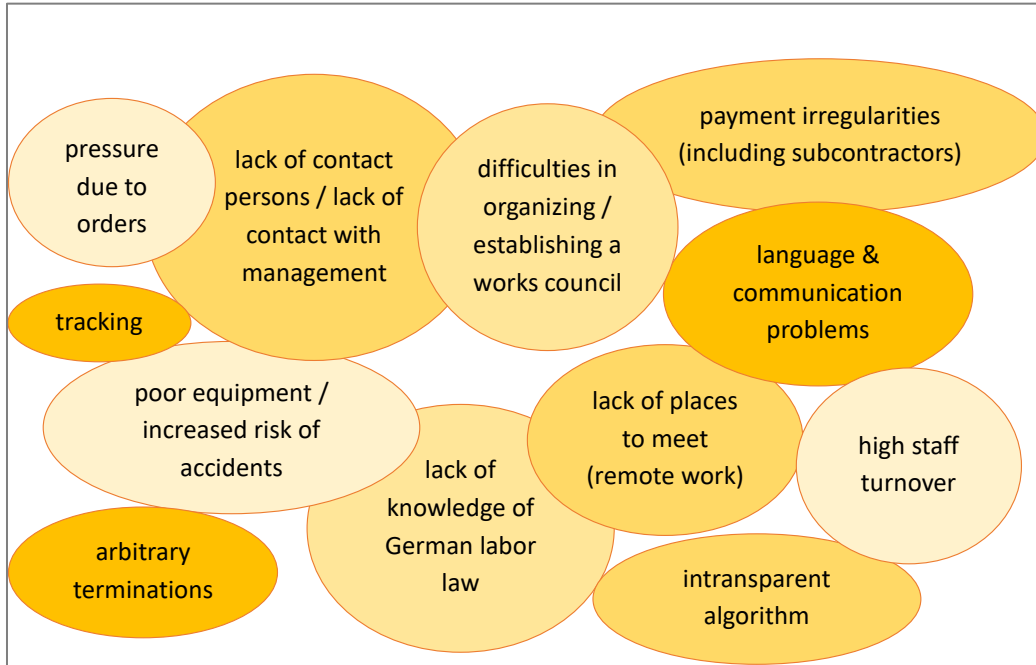 pressure
due to
orders
lack of contact
persons / lack of
contact with
management
difficulties in
organizing /
establishing a
works council
payment irregularities
(including subcontractors)
language &
communication
problems
tracking
poor equipment /
increased risk of
accidents
lack of
knowledge of
German labor
law
lack of places
to meet
(remote work)
high staff
turnover
arbitrary
terminations
intransparent
algorithm